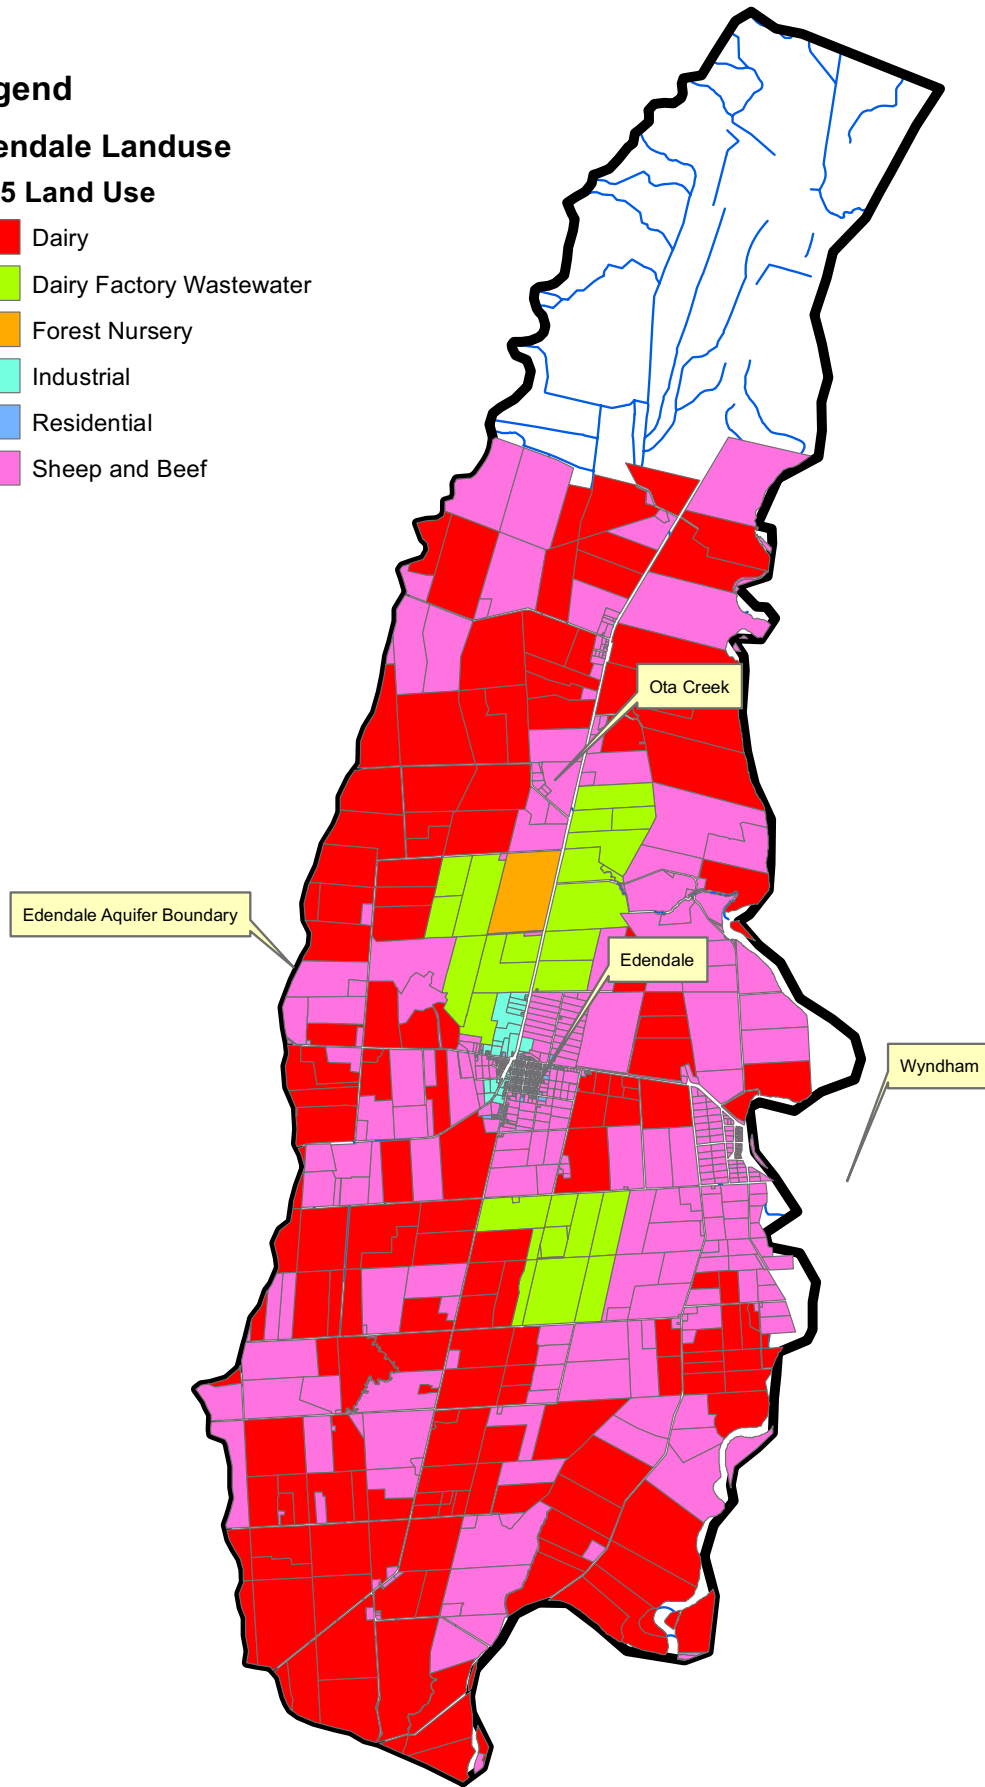 gend
endale Landuse
5 Land Use
Dairy
Dairy Factory Wastewater
Forest Nursery
Industrial
Residential
Sheep and Beef
Ota Creek
Edendale Aquifer Boundary
Edendale
Wyndham